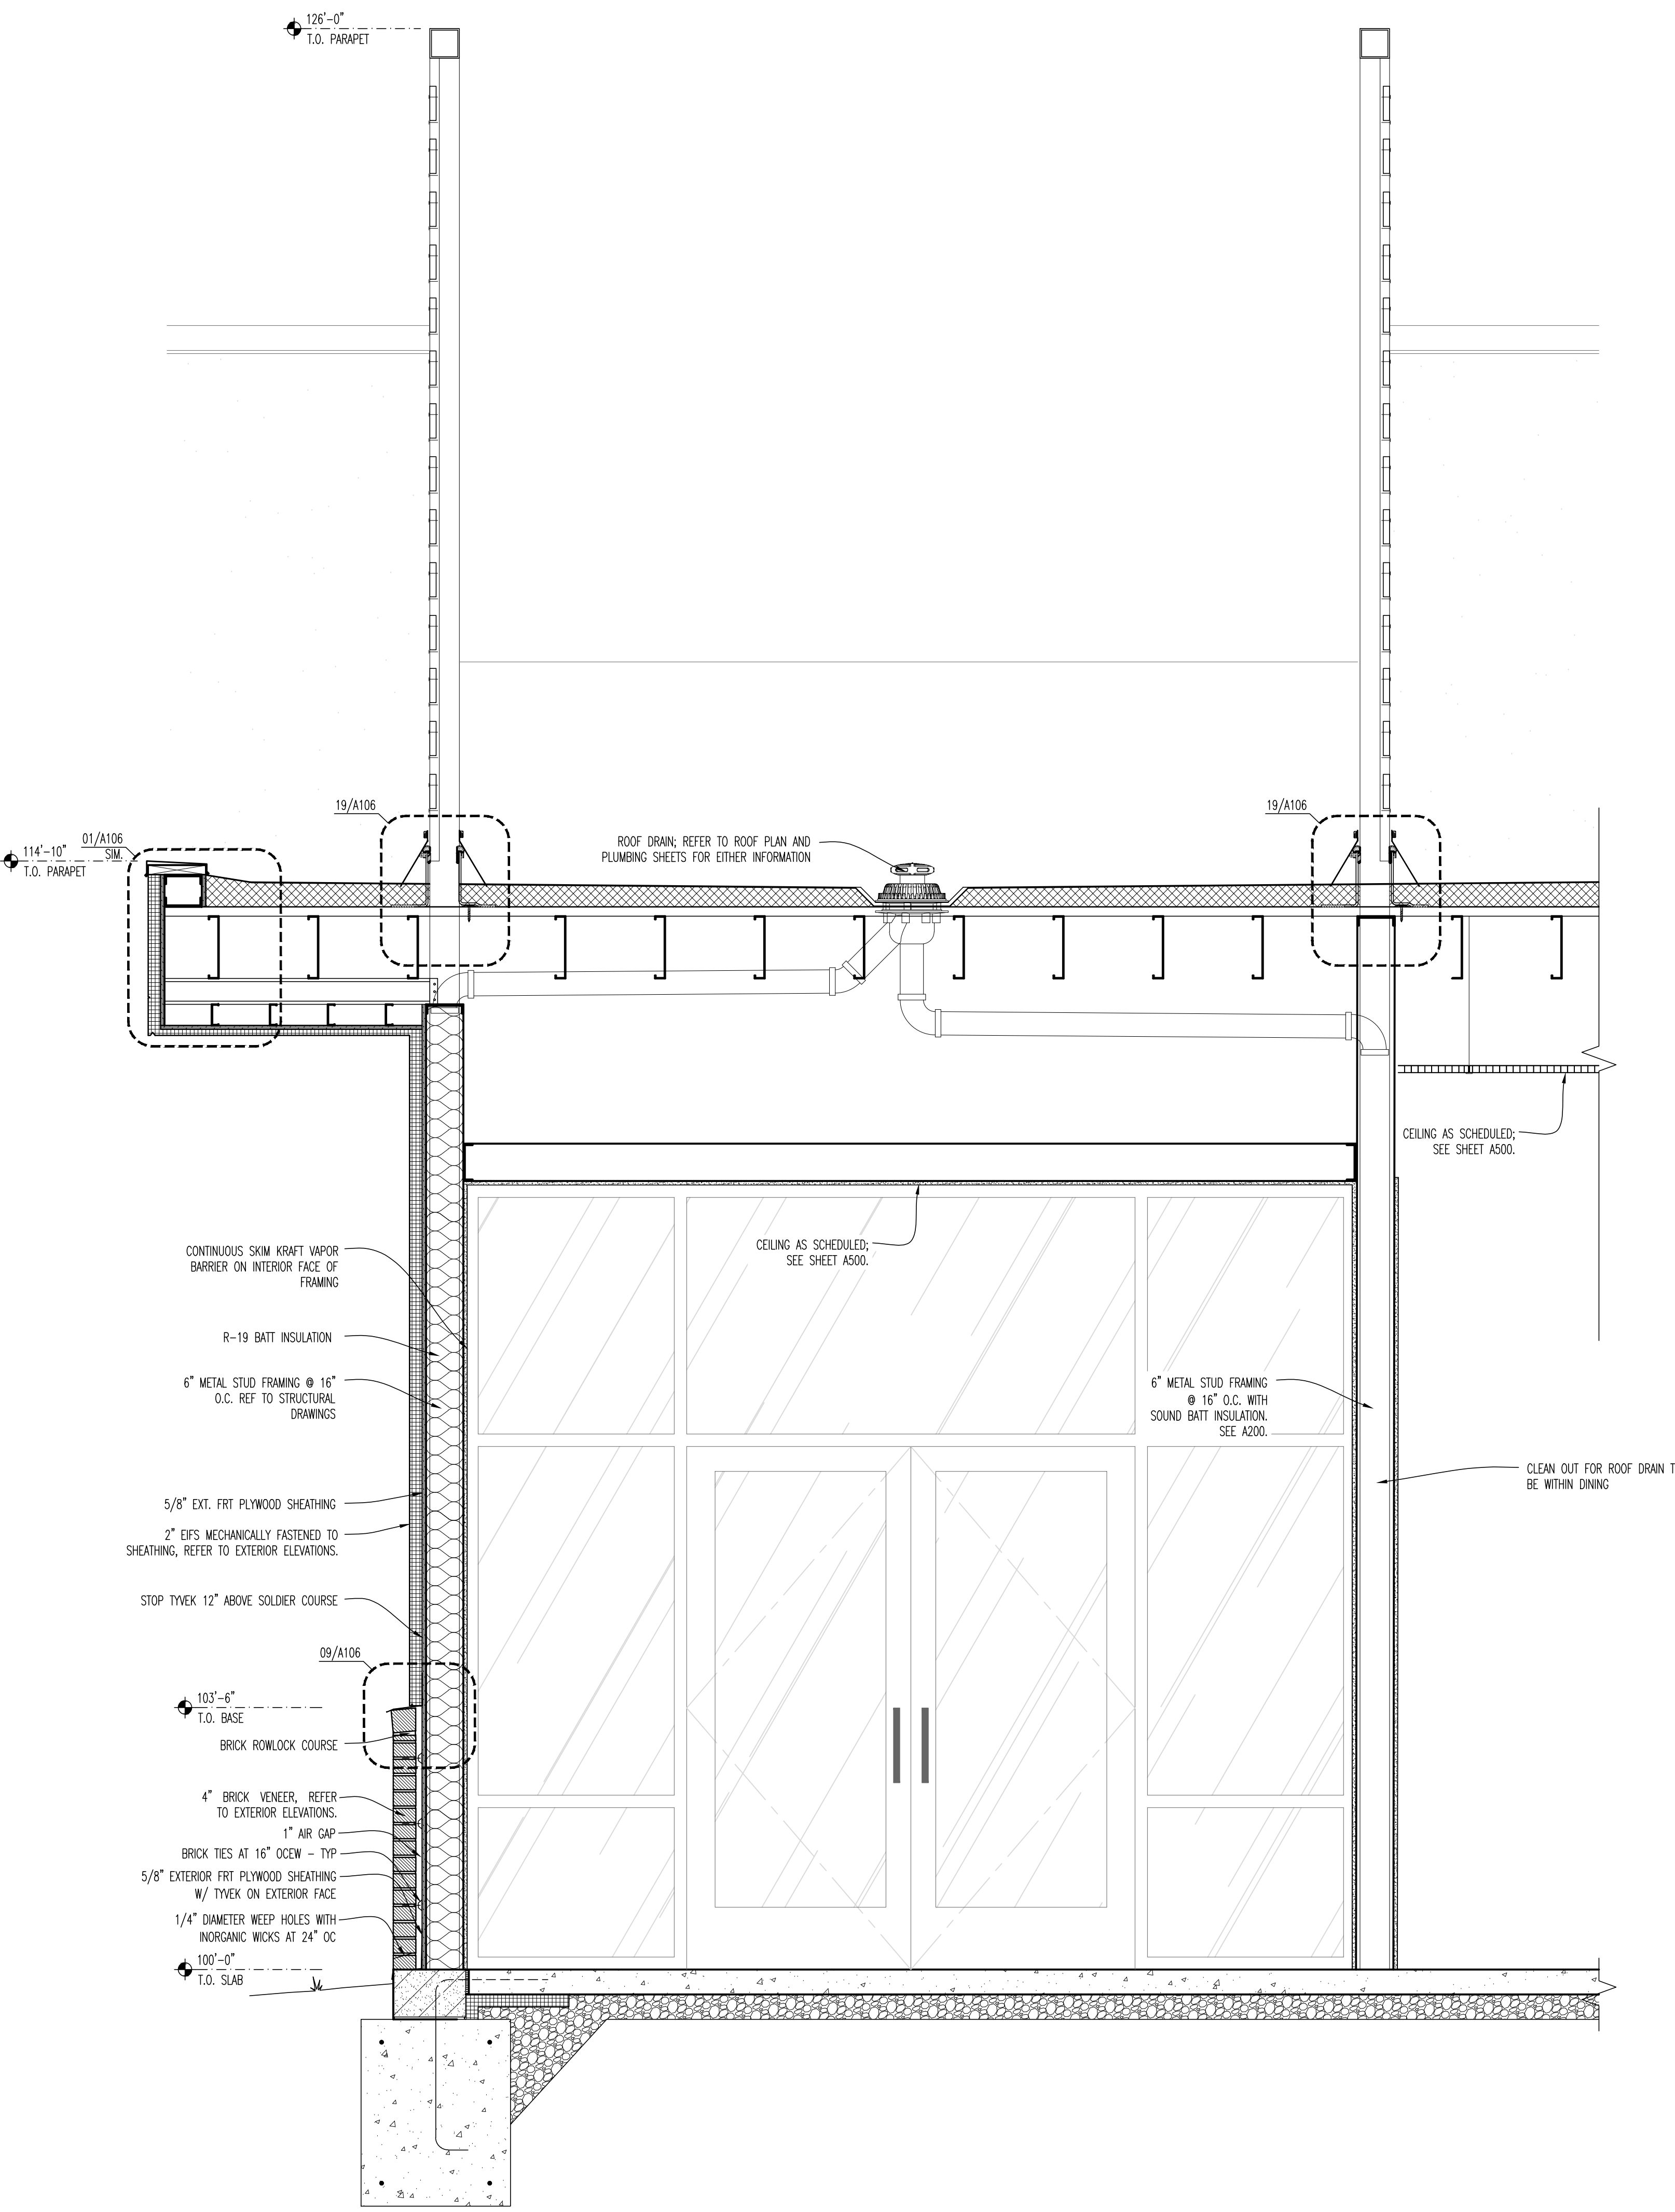 126'-0"
T.O. PARAPET
19/A106
19/A106
ROOF DRAIN; REFER TO ROOF PLAN AND
PLUMBING SHEETS FOR EITHER INFORMATION
01/A106
SIM.
114'-10"
T.O. PARAPET
CEILING AS SCHEDULED;
SEE SHEET A500.
CEILING AS SCHEDULED;
SEE SHEET A500.
CONTINUOUS SKIM KRAFT VAPOR
BARRIER ON INTERIOR FACE OF
FRAMING
R-19 BATT INSULATION
6" METAL STUD FRAMING @ 16"
O.C. REF TO STRUCTURAL
DRAWINGS
6" METAL STUD FRAMING
@ 16" O.C. WITH
SOUND BATT INSULATION.
SEE A200.
CLEAN OUT FOR ROOF DRAIN T
BE WITHIN DINING
5/8" EXT. FRT PLYWOOD SHEATHING
2" EIFS MECHANICALLY FASTENED TO
SHEATHING, REFER TO EXTERIOR ELEVATIONS.
STOP TYVEK 12" ABOVE SOLDIER COURSE
09/A106
103'-6"
T.O. BASE
BRICK ROWLOCK COURSE
4" BRICK VENEER, REFER
TO EXTERIOR ELEVATIONS.
1" AIR GAP
BRICK TIES AT 16" OCEW - TYP
5/8" EXTERIOR FRT PLYWOOD SHEATHING
W/ TYVEK ON EXTERIOR FACE
1/4" DIAMETER WEEP HOLES WITH
INORGANIC WICKS AT 24" OC
100'-0"
T.O. SLAB